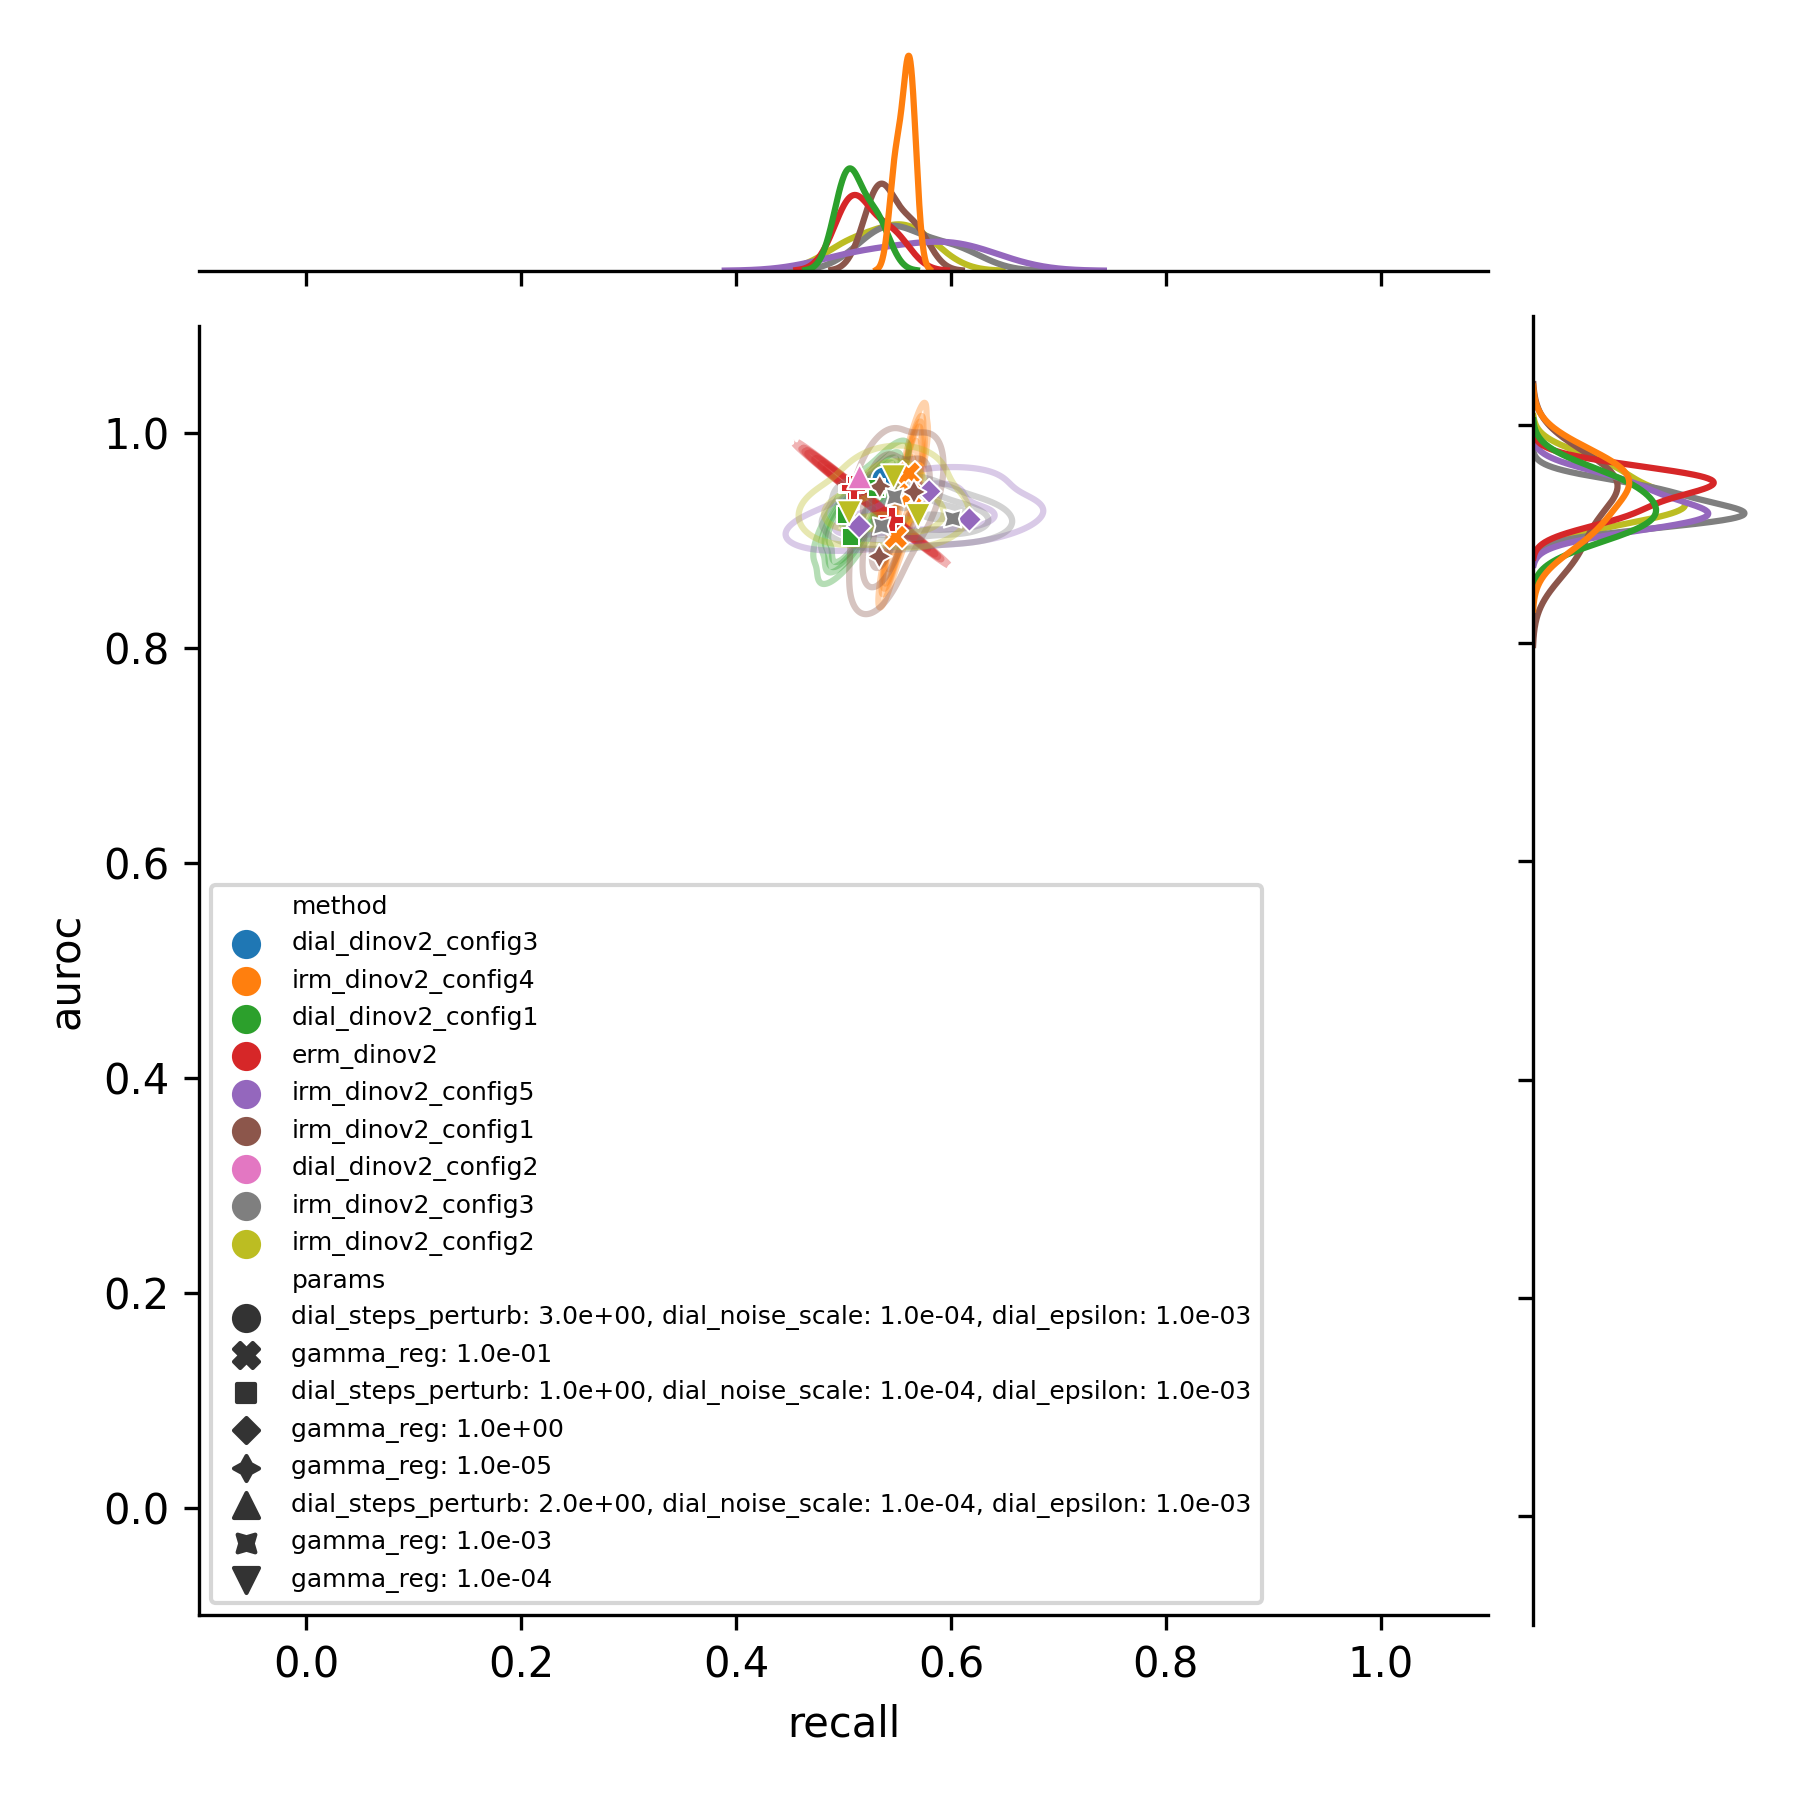 1.0
0.8
0.6
0.4
0.2
0.0
auroc
method
dial_dinov2_config3
irm_dinov2_config4
dial_dinov2_config1
erm_dinov2
irm_dinov2_config5
irm_dinov2_config1
dial_dinov2_config2
irm_dinov2_config3
irm_dinov2_config2
params
dial_steps_perturb: 3.0e+00, dial_noise_scale: 1.0e-04, dial_epsilon: 1.0e-03
gamma_reg: 1.0e-01
dial_steps_perturb: 1.0e+00, dial_noise_scale: 1.0e-04, dial_epsilon: 1.0e-03
gamma_reg: 1.0e+00
gamma_reg: 1.0e-05
dial_steps_perturb: 2.0e+00, dial_noise_scale: 1.0e-04, dial_epsilon: 1.0e-03
gamma_reg: 1.0e-03
gamma_reg: 1.0e-04
0.0 0.2 0.4 0.6 0.8 1.0
recall